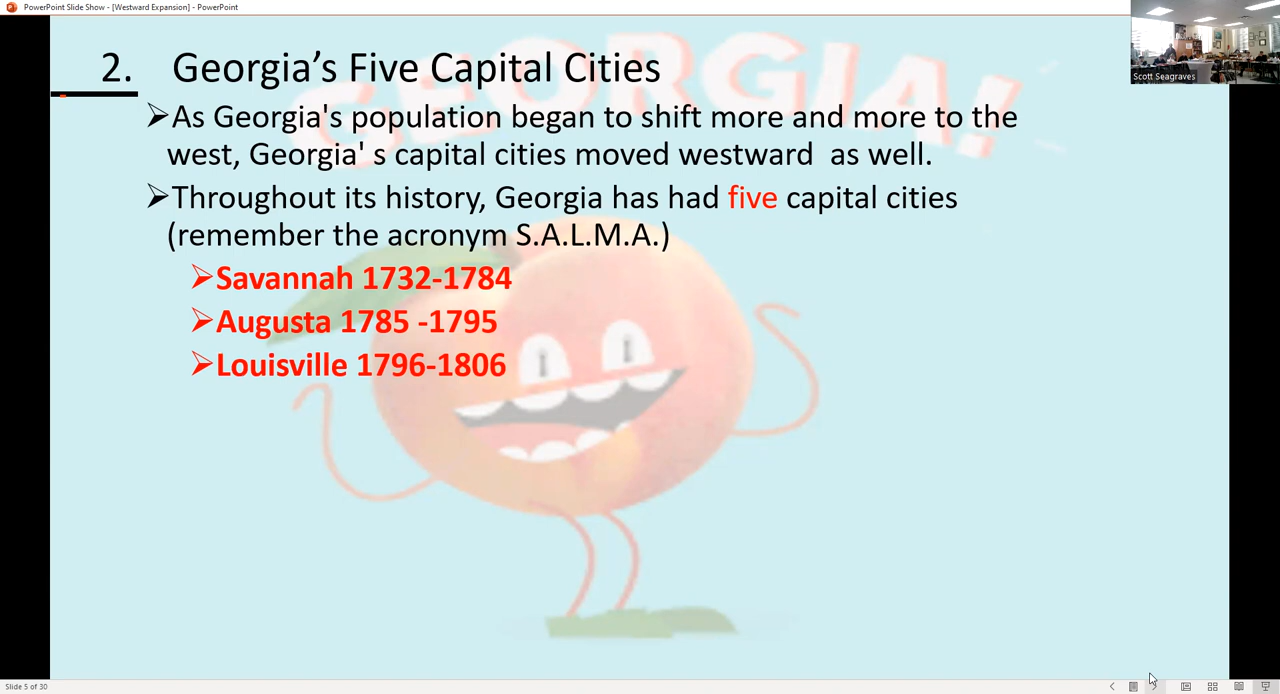 PowerPoint Slide Show - [Westward Expansion] - PowerPoint
Scott Seagraves
GEORGIA!
2. Georgia’s Five Capital Cities
➢As Georgia's population began to shift more and more to the
west, Georgia' s capital cities moved westward  as well.
➢Throughout its history, Georgia has had five capital cities
(remember the acronym S.A.L.M.A.)
➢Savannah 1732-1784
➢Augusta 1785 -1795
➢Louisville 1796-1806
Slide 5 of 30